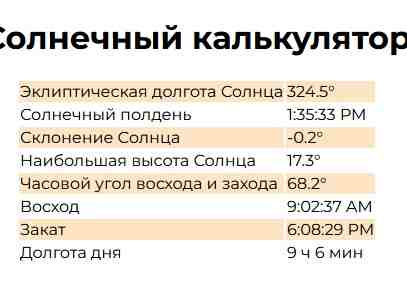 Солнечный калькулятор
Эклиптическая долгота Солнца 324.5°
Солнечный полдень 1:35:33 PM
Склонение Солнца -0.2°
Наибольшая высота Солнца 17.3°
Часовой угол восхода и захода 68.2°
Восход 9:02:37 AM
Закат 6:08:29 PM
Долгота дня 9 ч 6 мин